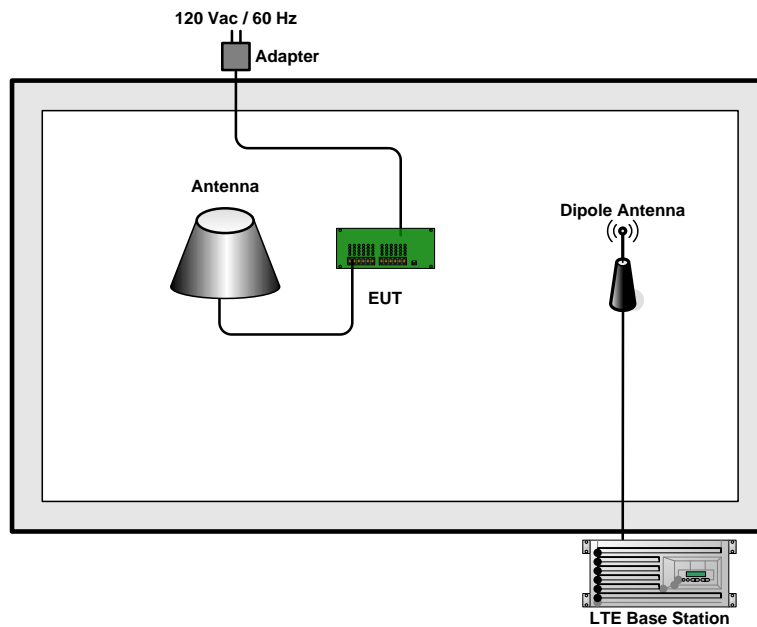 120 Vac / 60 Hz
Adapter
Antenna
Dipole Antenna
EUT
LTE Base Station